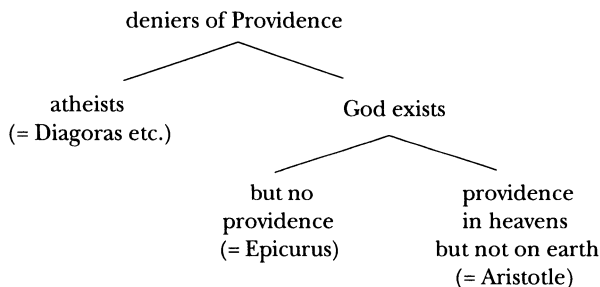 deniers of Providence
atheists
(= Diagoras etc.)
God exists
but no
providence
(= Epicurus)
providence
in heavens
but not on earth
(= Aristotle)